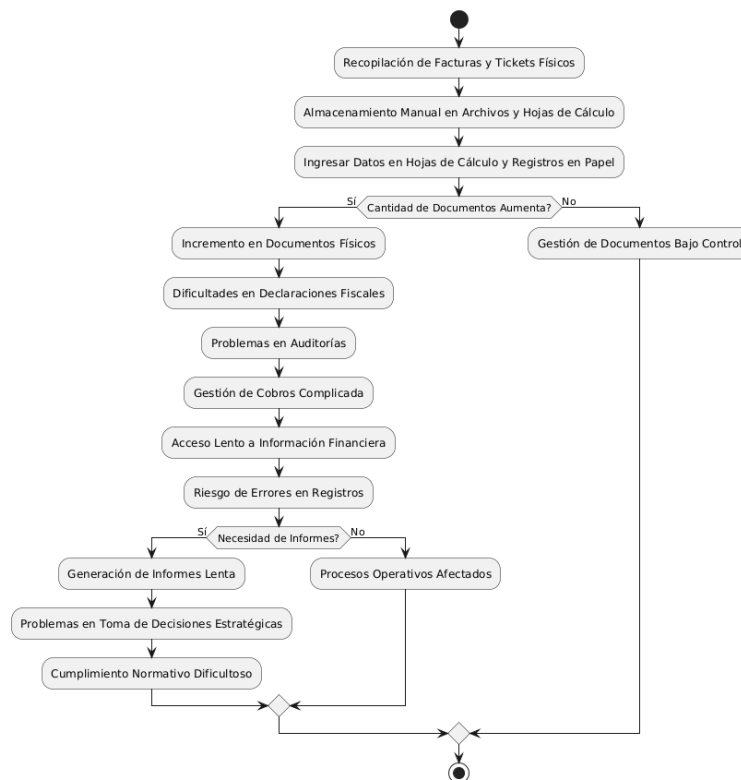 Recopilación de Facturas y Tickets Físicos
Almacenamiento Manual en Archivos y Hojas de Cálculo
Ingresar Datos en Hojas de Cálculo y Registros en Papel
Sí
Cantidad de Documentos Aumenta?
No
Incremento en Documentos Físicos
Gestión de Documentos Bajo Control
Dificultades en Declaraciones Fiscales
Problemas en Auditorías
Gestión de Cobros Complicada
Acceso Lento a Información Financiera
Riesgo de Errores en Registros
Sí
Necesidad de Informes?
No
Generación de Informes Lenta
Procesos Operativos Afectados
Problemas en Toma de Decisiones Estratégicas
Cumplimiento Normativo Dificultoso